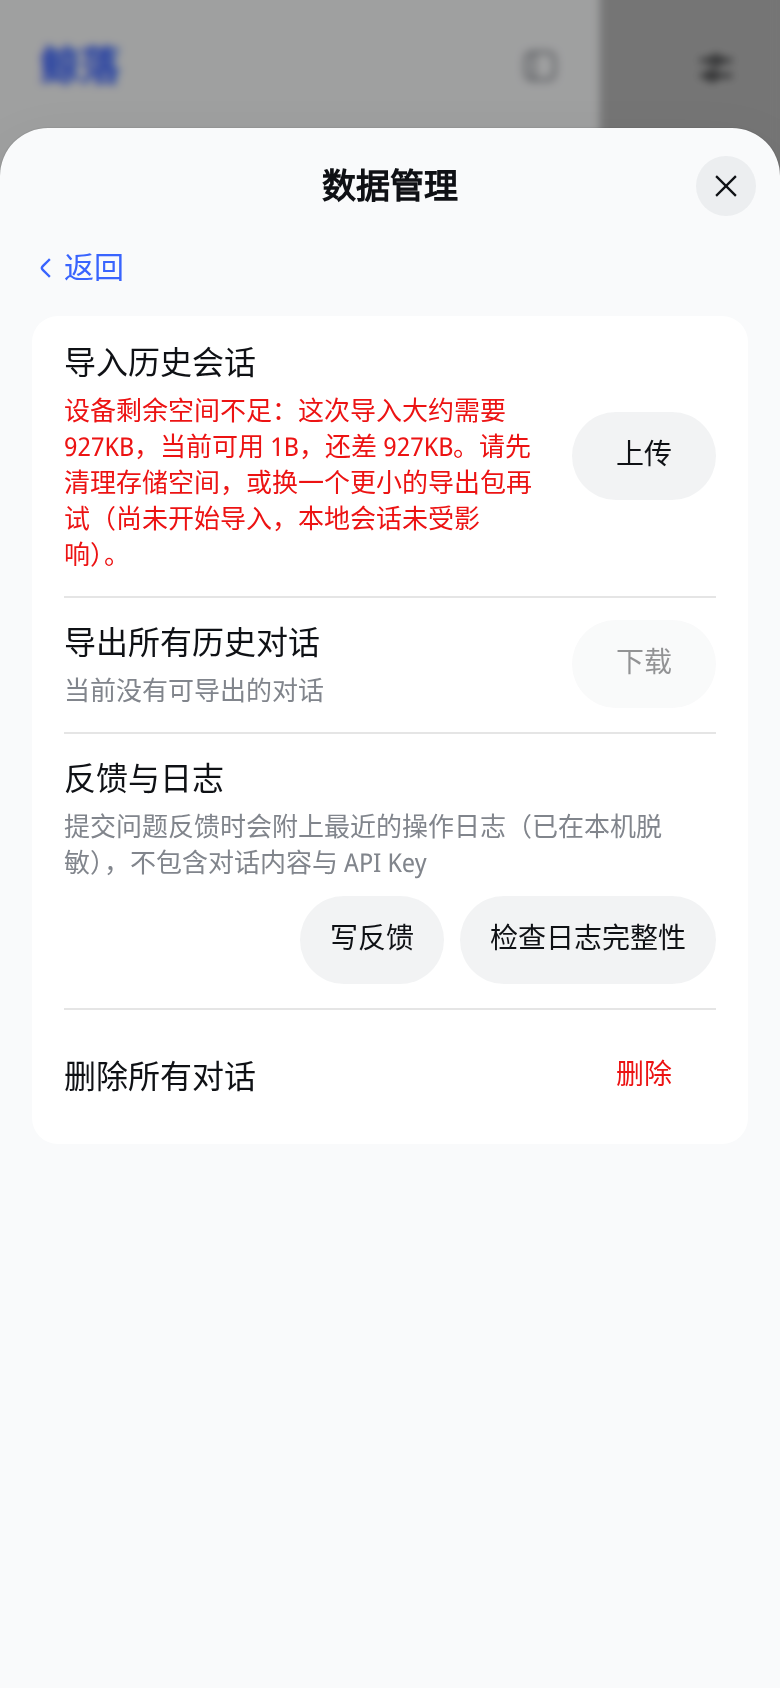 鲸落
数据管理
返回
导入历史会话
设备剩余空间不足：这次导入大约需要
927KB，当前可用 1B，还差 927KB。请先
清理存储空间，或换一个更小的导出包再
试（尚未开始导入，本地会话未受影
响）。
上传
导出所有历史对话
当前没有可导出的对话
下载
反馈与日志
提交问题反馈时会附上最近的操作日志（已在本机脱
敏），不包含对话内容与 API Key
写反馈
检查日志完整性
删除所有对话
删除